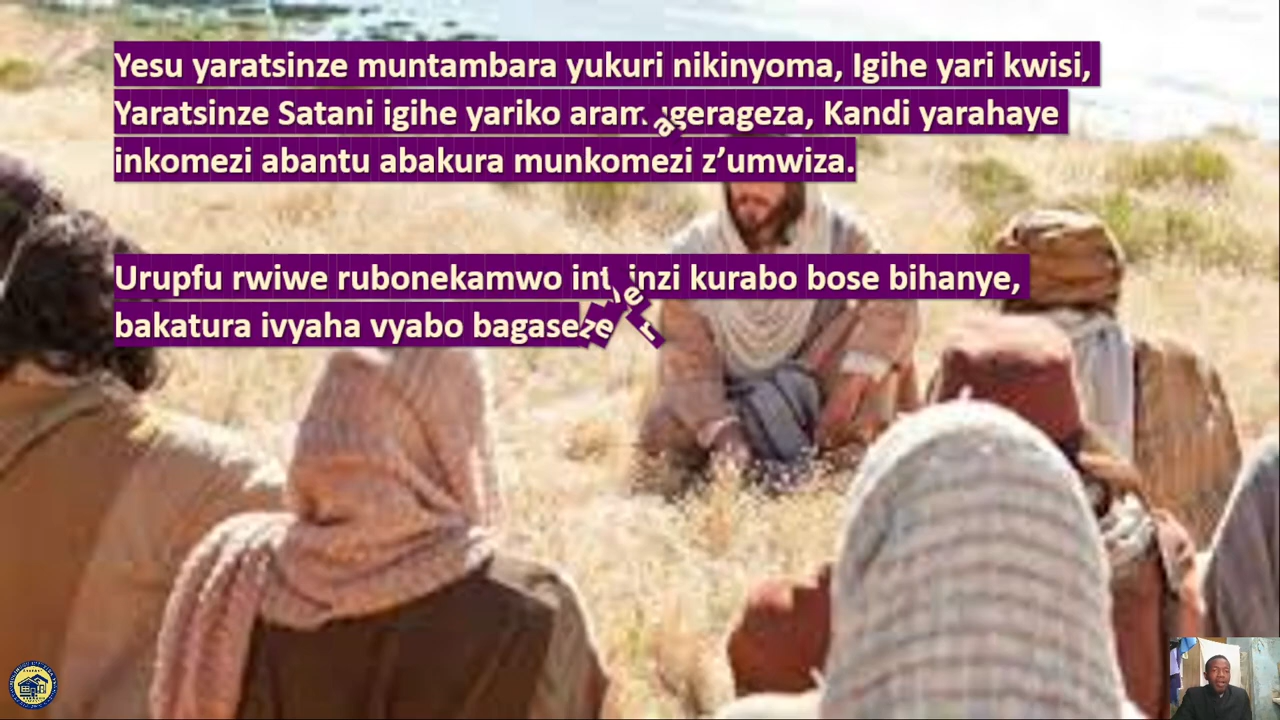 Yesu yaratsinze muntambara yukuri nikinyoma, Igihe yari kwisi,
Yaratsinze Satani igihe yariko Kandi yarahaye
inkomezi abantu abakura munkomezi z’umwiza.
Urupfu rwiwe rubonekamwo kurabo bose bihanye,
bakatura ivyaha vyabo